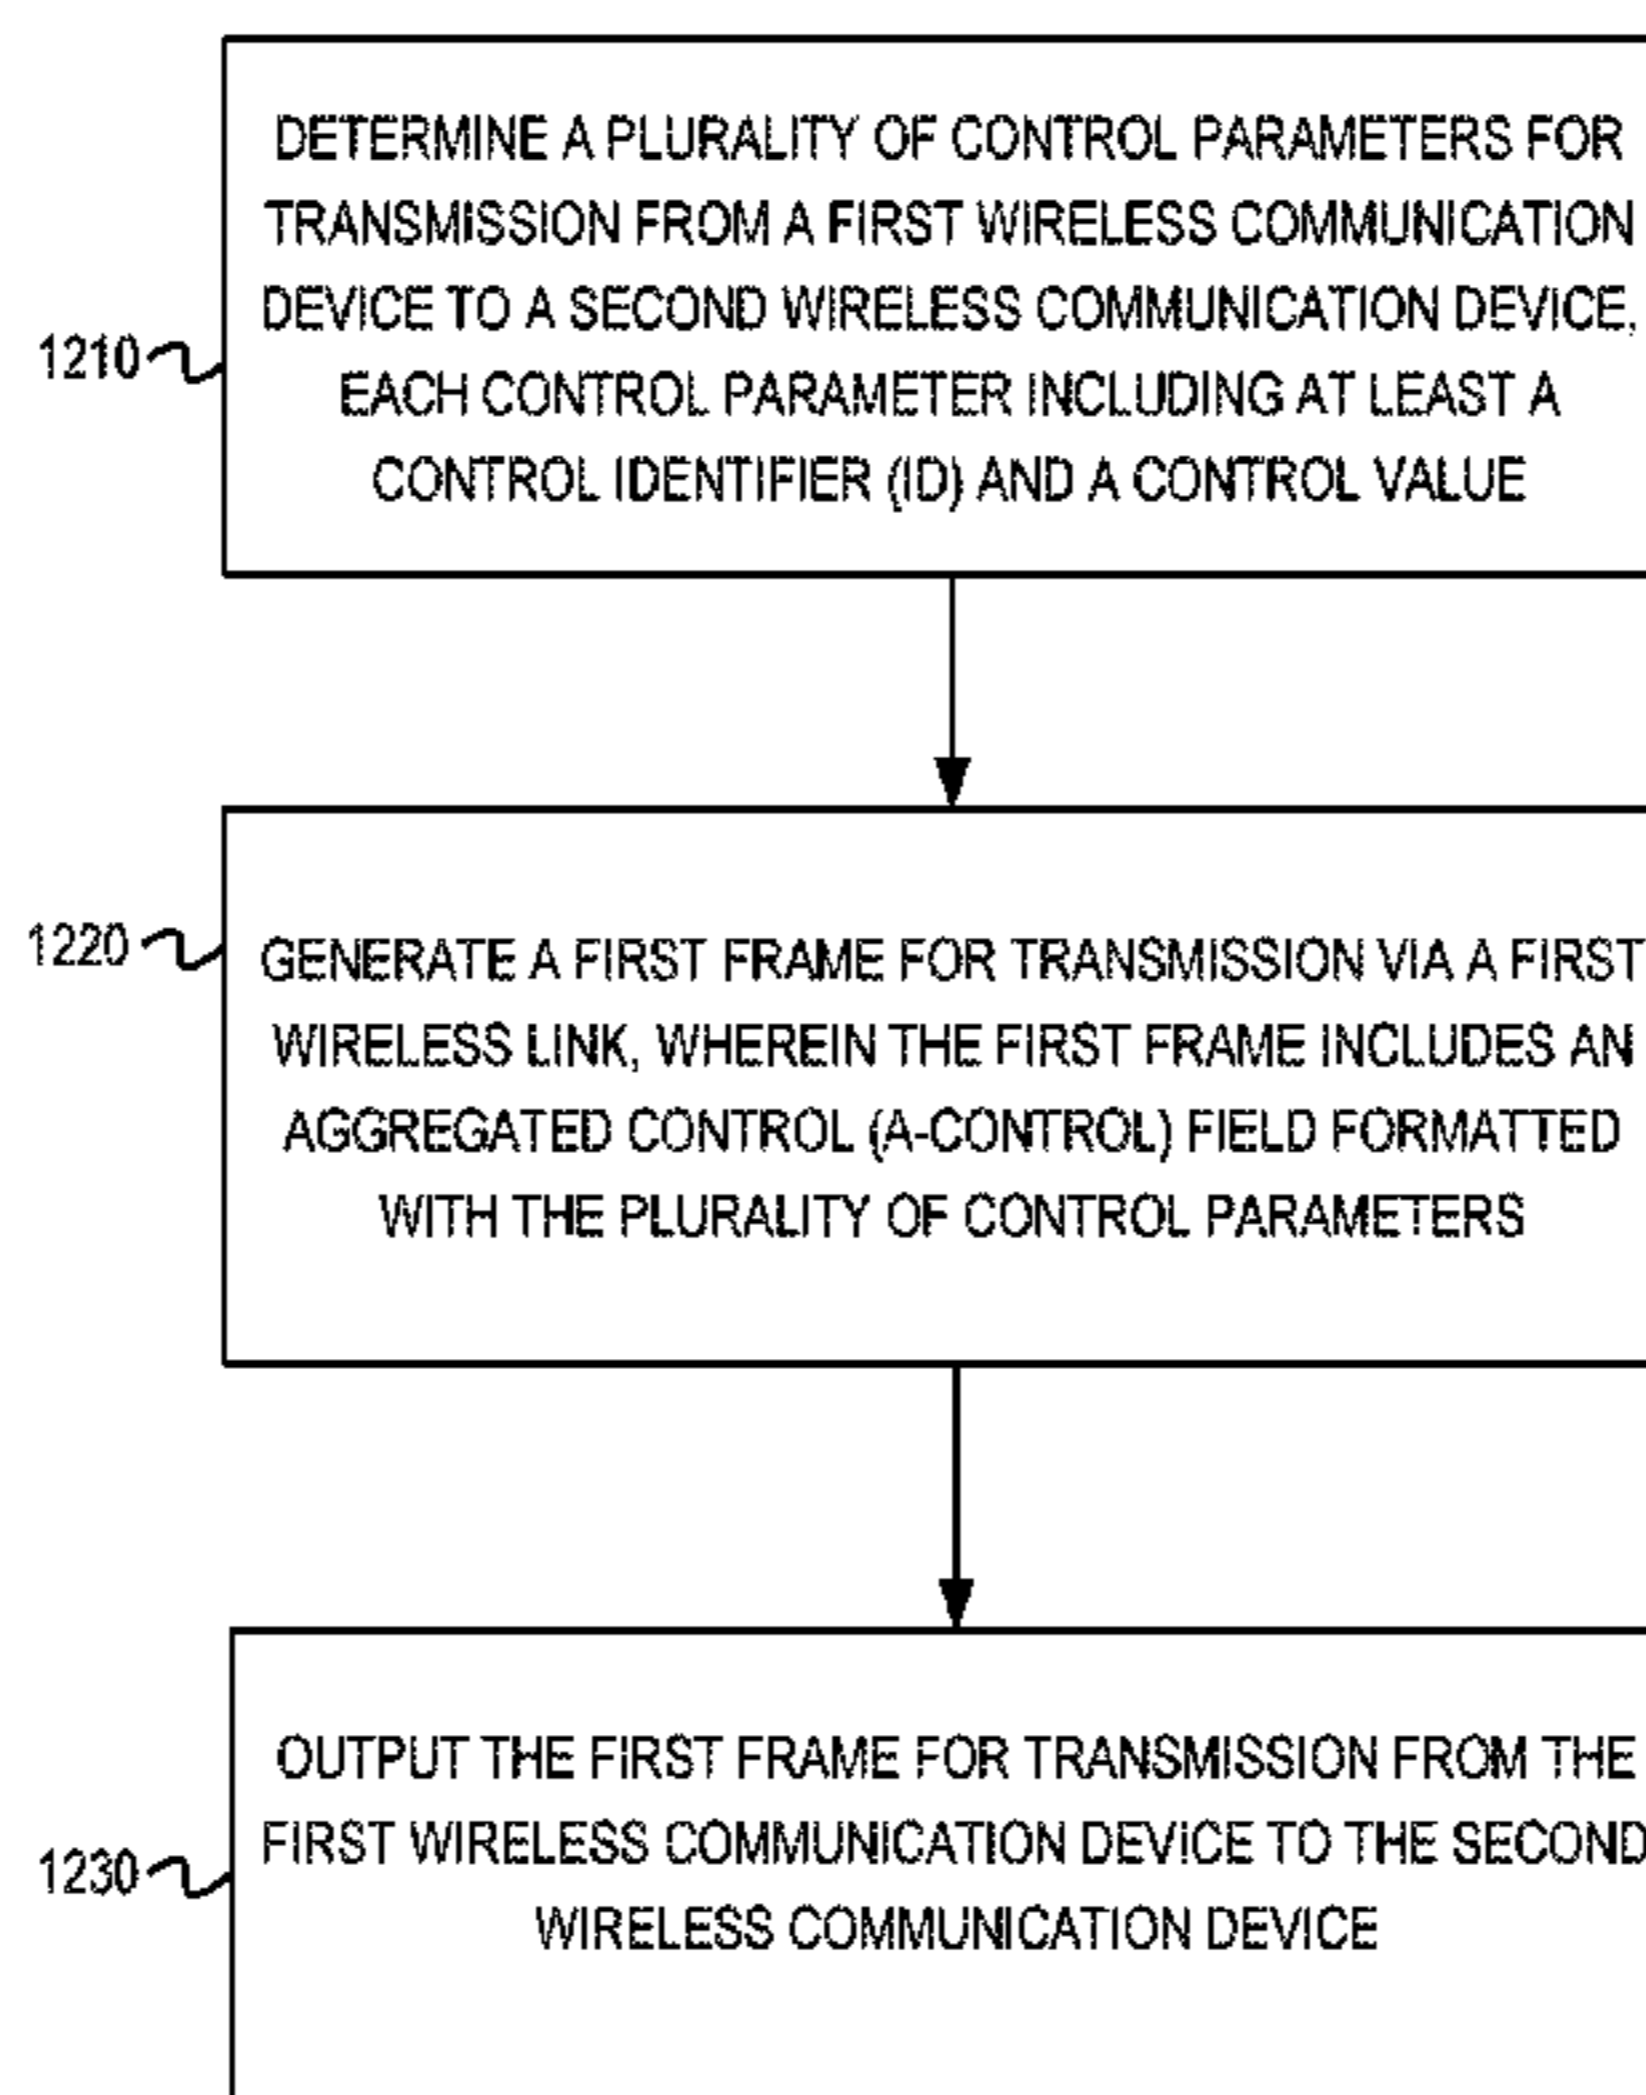 DETERMINE A PLURALITY OF CONTROL PARAMETERS FOR
TRANSMISSION FROM A FIRST WIRELESS COMMUNICATION
DEVICE TO A SECOND WIRELESS COMMUNICATION DEVICE,
1210
EACH CONTROL PARAMETER INCLUDING AT LEAST A
CONTROL IDENTIFIER (ID) AND A CONTROL VALUE
1220
GENERATE A FIRST FRAME FOR TRANSMISSION VIA A FIRST
WIRELESS LINK, WHEREIN THE FIRST FRAME INCLUDES AN
AGGREGATED CONTROL (A-CONTROL) FIELD FORMATTED
WITH THE PLURALITY OF CONTROL PARAMETERS
OUTPUT THE FIRST FRAME FOR TRANSMISSION FROM THE
FIRST WIRELESS COMMUNICATION DEVICE TO THE SECOND
1230
WIRELESS COMMUNICATION DEVICE